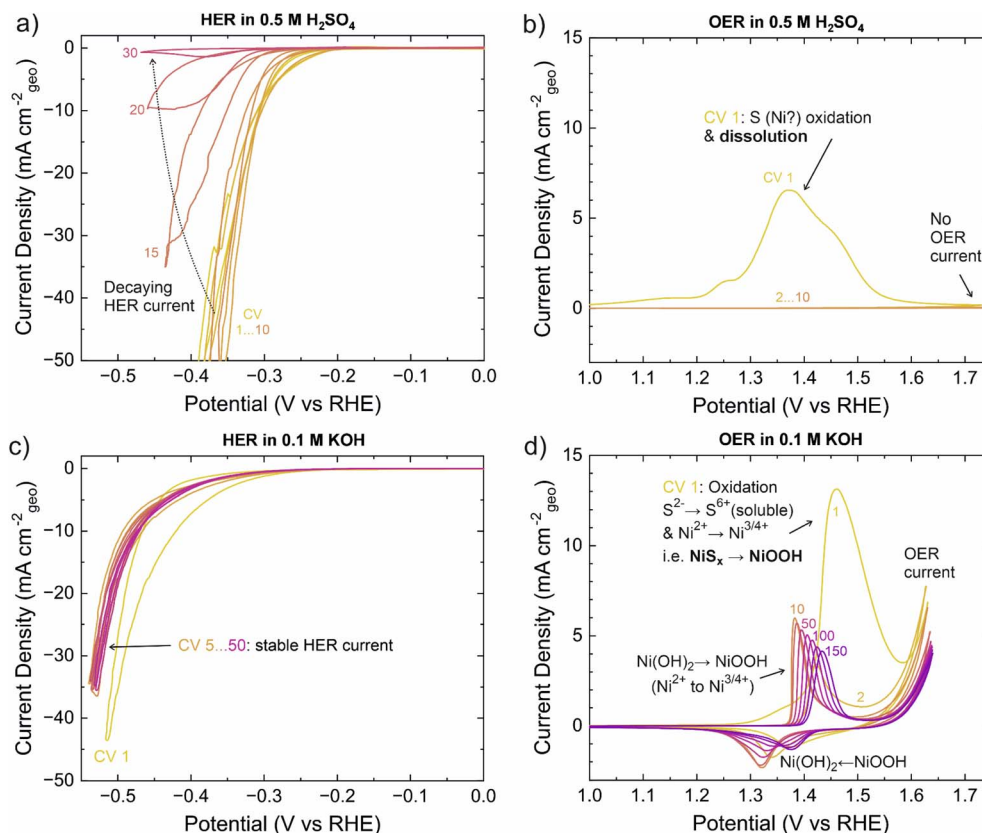 a)
HER in 0.5 M H₂SO₄
0
−10
−20
−30
−40
−50
Current Density (mA cm⁻²geo)
30
20
15
Decaying
HER current
CV
1...10
−0.5
−0.4
−0.3
−0.2
−0.1
0.0
Potential (V vs RHE)
b)
OER in 0.5 M H₂SO₄
15
10
5
0
Current Density (mA cm⁻²geo)
CV 1: S (Ni?) oxidation
& dissolution
CV 1
No
OER
current
2...10
1.0
1.1
1.2
1.3
1.4
1.5
1.6
1.7
Potential (V vs RHE)
c)
HER in 0.1 M KOH
0
−10
−20
−30
−40
−50
Current Density (mA cm⁻²geo)
CV 5...50: stable HER current
CV 1
−0.5
−0.4
−0.3
−0.2
−0.1
0.0
Potential (V vs RHE)
d)
OER in 0.1 M KOH
15
10
5
0
Current Density (mA cm⁻²geo)
CV 1: Oxidation
S²⁻→ S⁶⁺(soluble)
& Ni²⁺→ Ni³ᐟ⁴⁺
i.e. NiSₓ → NiOOH
1
OER
current
10
50
100
150
Ni(OH)₂→ NiOOH
(Ni²⁺ to Ni³ᐟ⁴⁺)
2
Ni(OH)₂←NiOOH
1.0
1.1
1.2
1.3
1.4
1.5
1.6
1.7
Potential (V vs RHE)